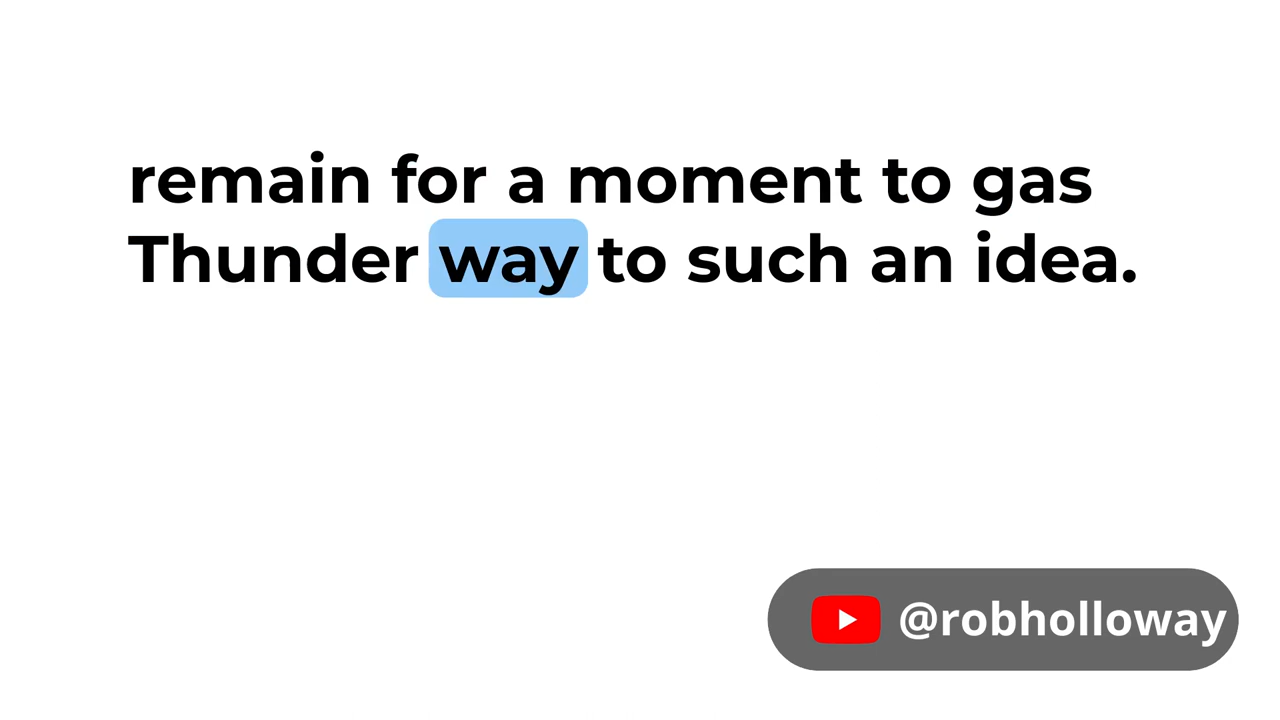 remain for a moment to gas
Thunder way to such an idea.
@robholloway